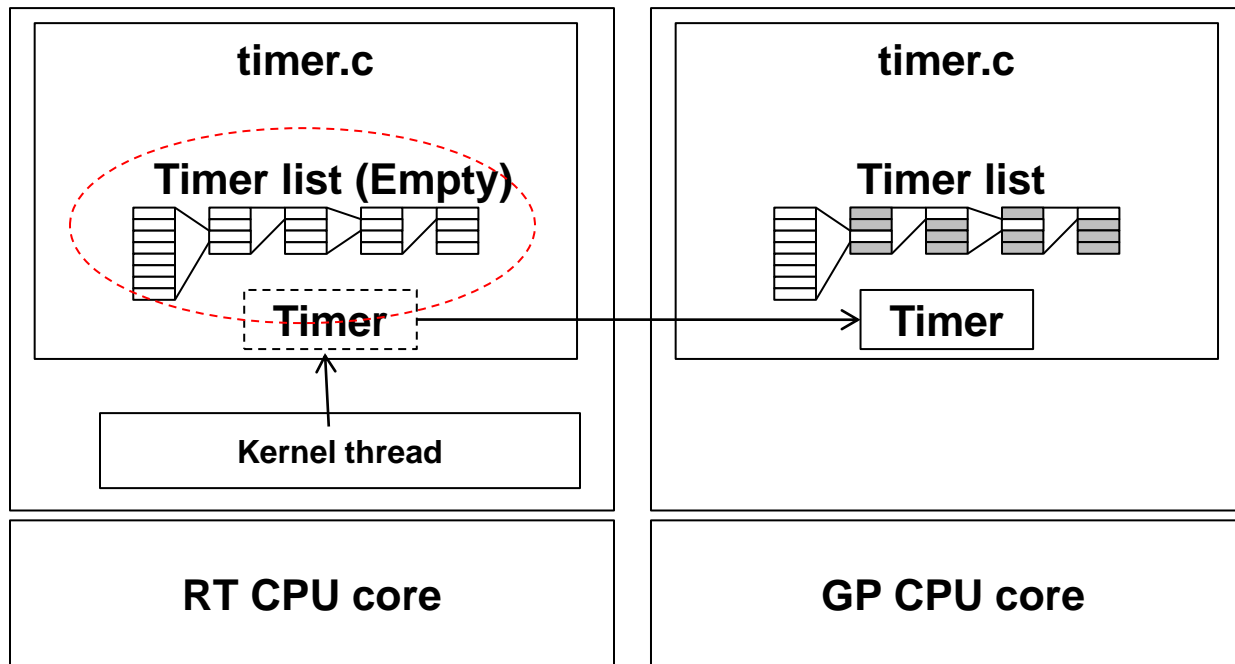 timer.c
Timer list (Empty)
Timer
Kernel thread
RT CPU core
timer.c
Timer list
Timer
GP CPU core